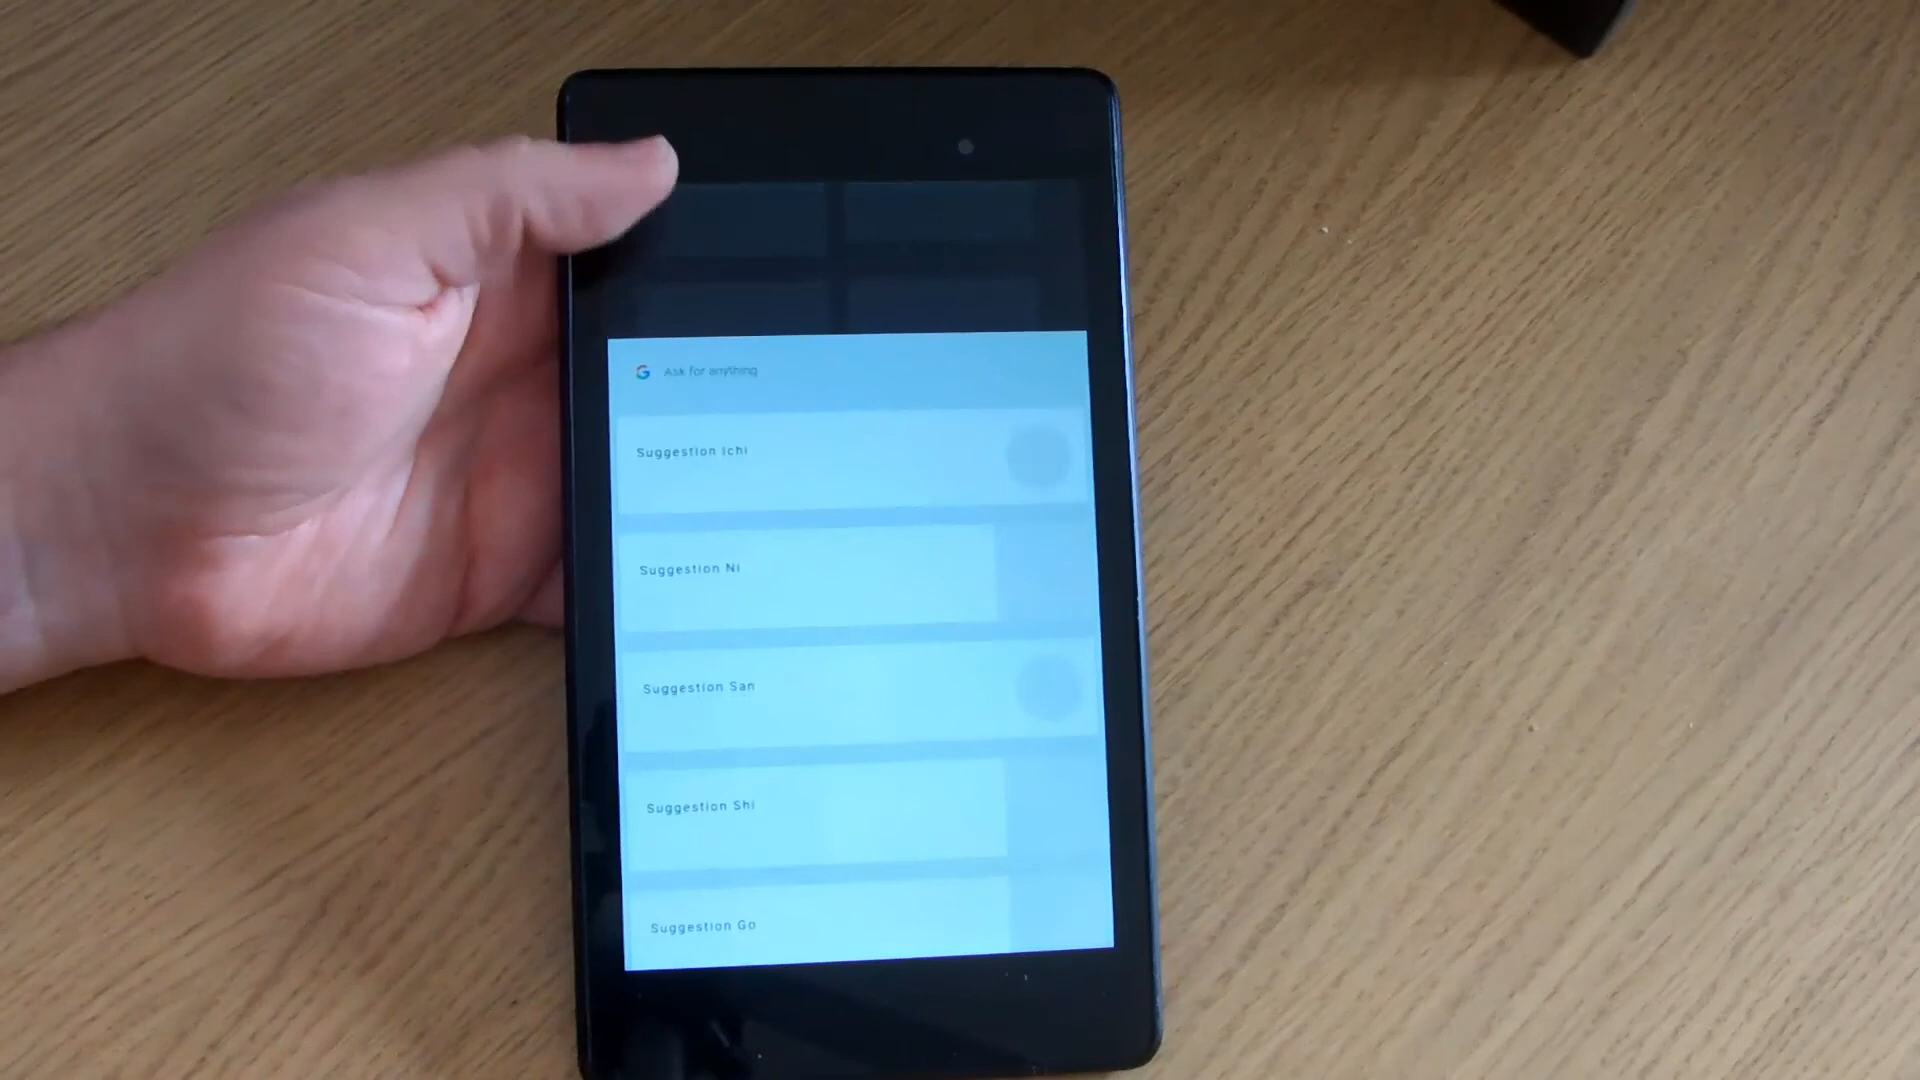 G Ask for anything
Suggestion Ichi
Suggestion Ni
Suggestion San
Suggestion Shi
Suggestion Go